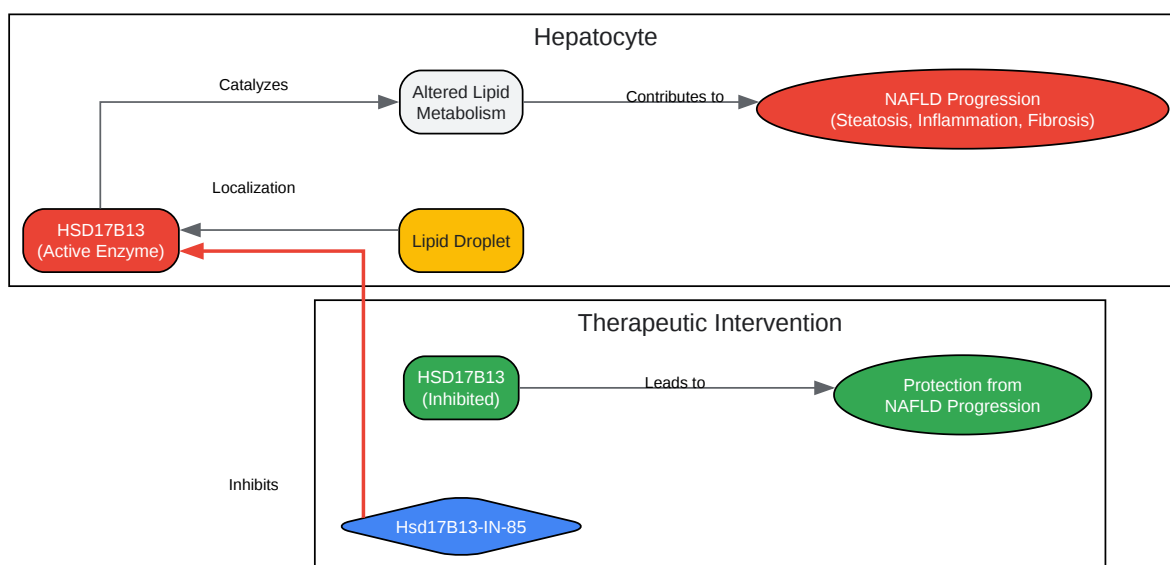 Hepatocyte
Catalyzes
Altered Lipid
Metabolism
Contributes to
NAFLD Progression
(Steatosis, Inflammation, Fibrosis)
Localization
HSD17B13
(Active Enzyme)
Lipid Droplet
Therapeutic Intervention
HSD17B13
(Inhibited)
Leads to
Protection from
NAFLD Progression
Inhibits
Hsd17B13-IN-85